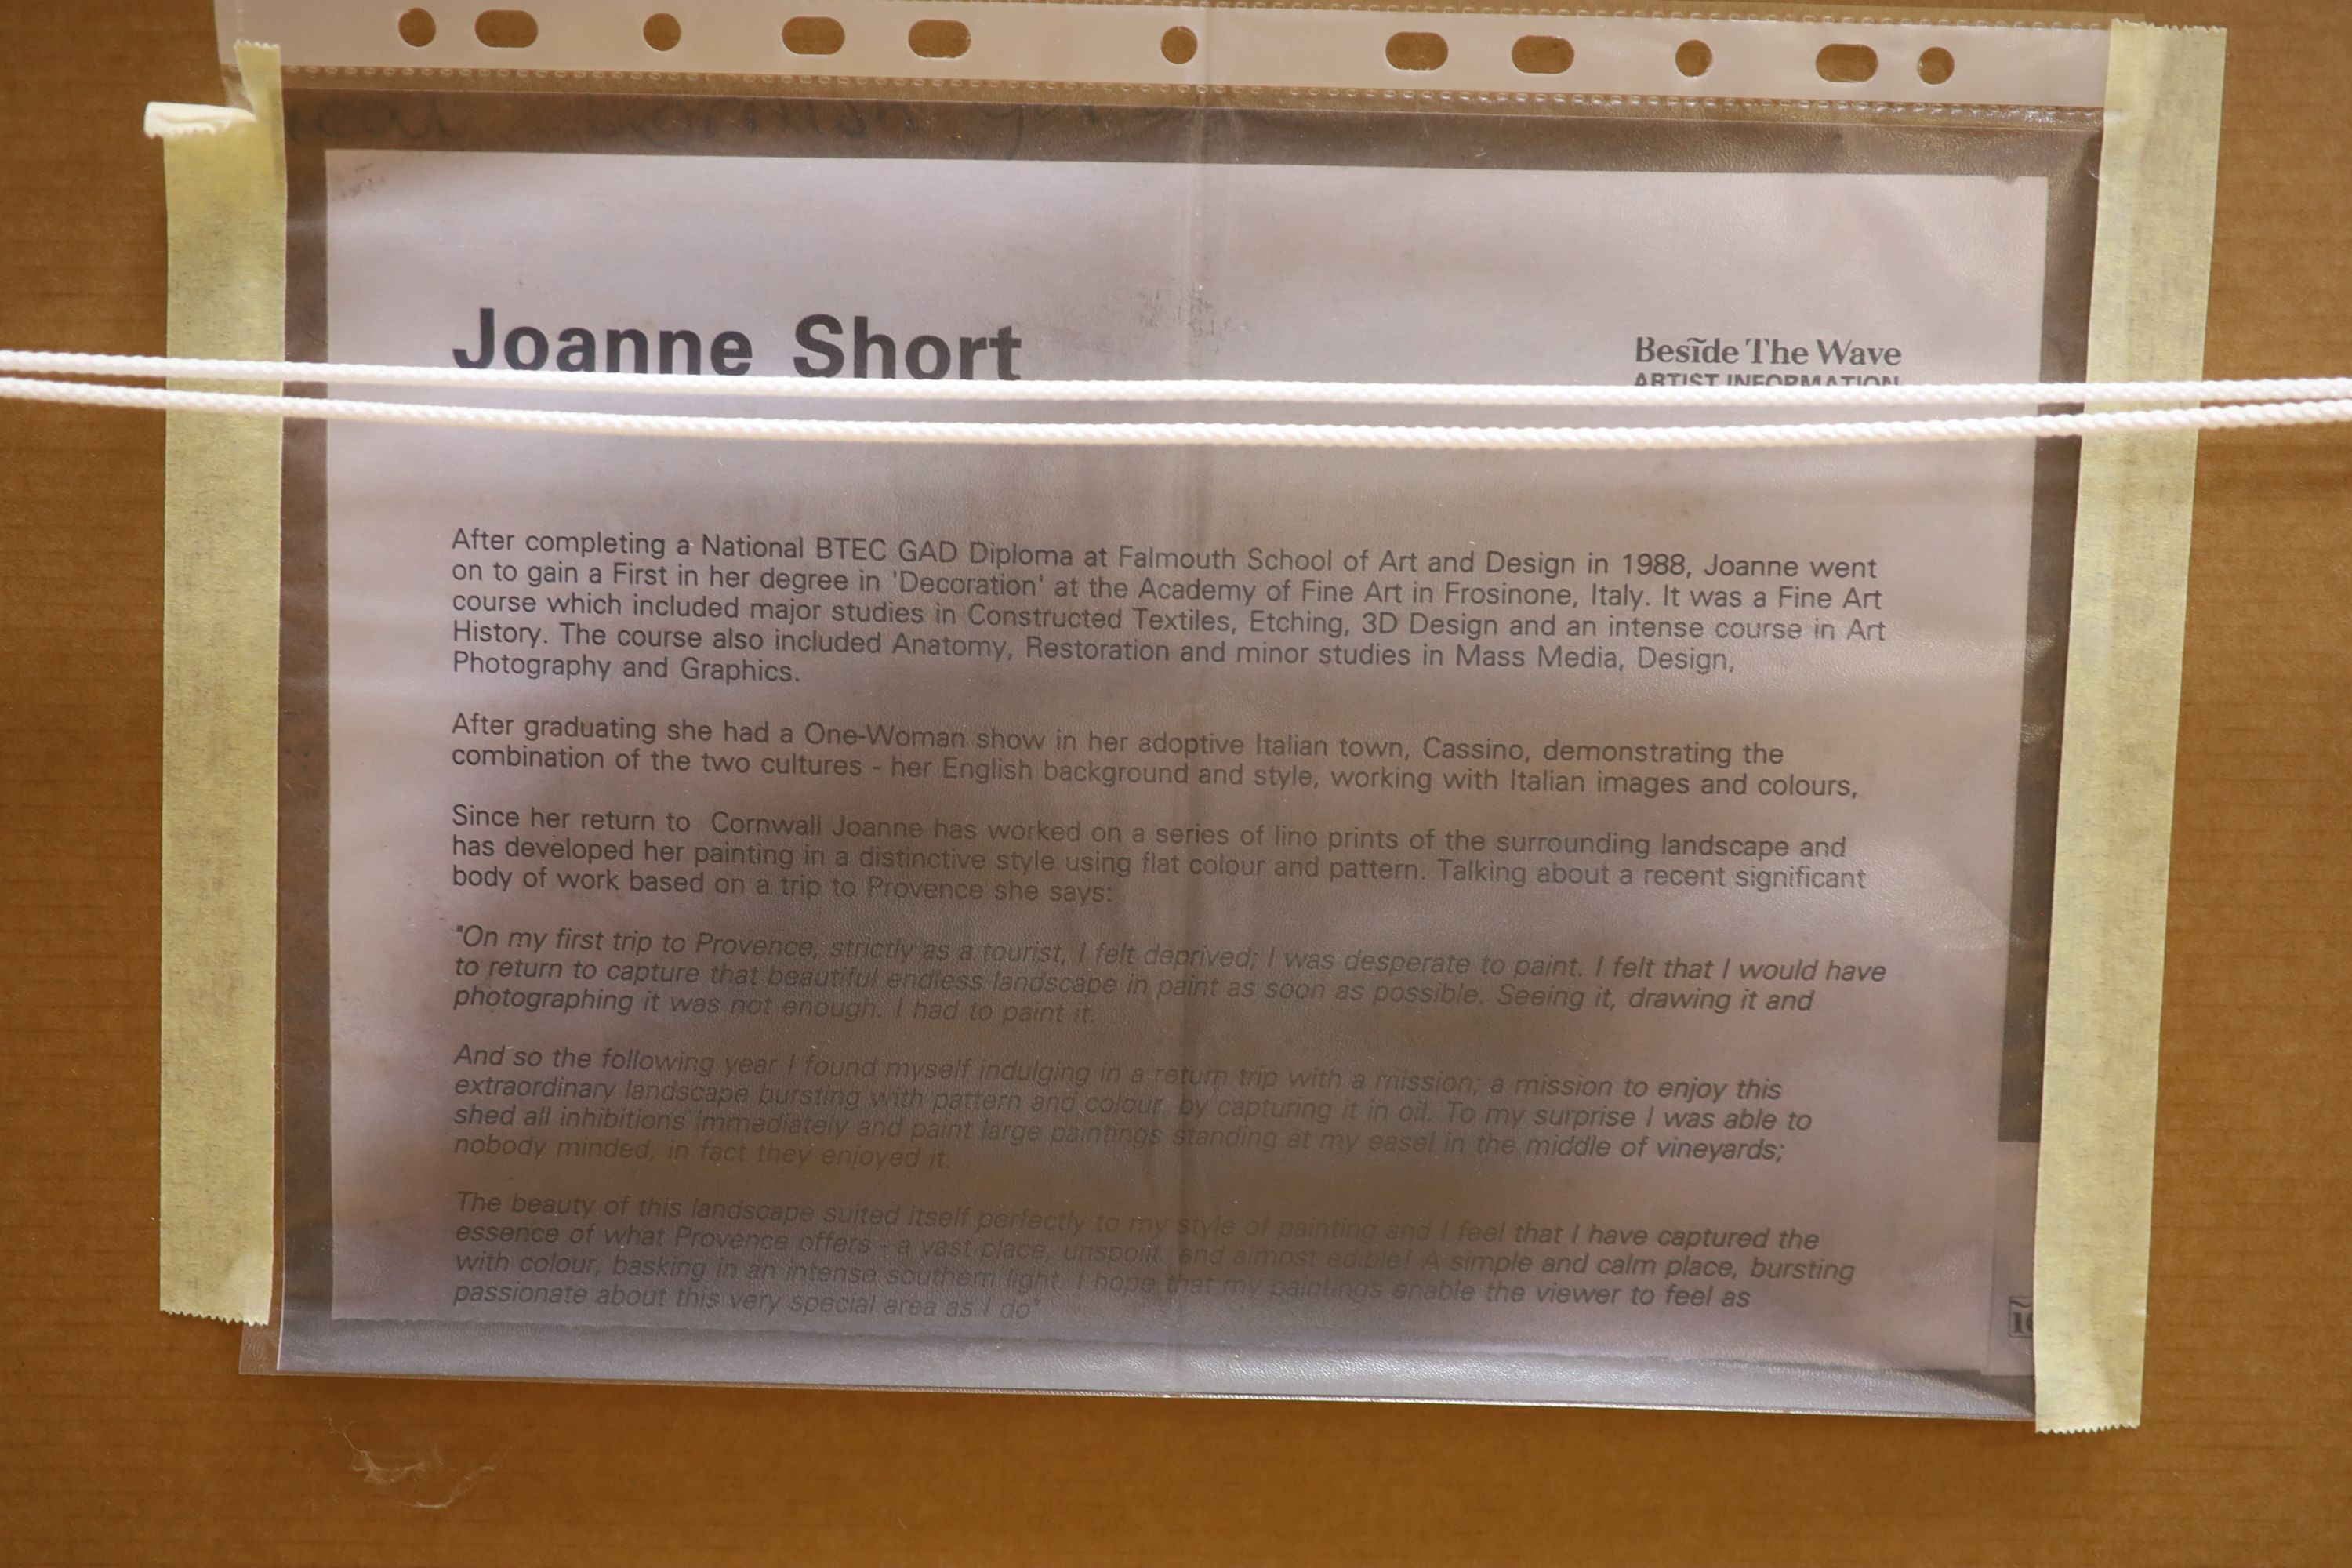 Joanne Short
Beside The Wave
ARTIST INFORMATION
After completing a National BTEC GAD Diploma at Falmouth School of Art and Design in 1988, Joanne went
on to gain a First in her degree in 'Decoration' at the Academy of Fine Art in Frosinone, Italy. It was a Fine Art
course which included major studies in Constructed Textiles, Etching, 3D Design and an intense course in Art
History. The course also included Anatomy, Restoration and minor studies in Mass Media, Design,
Photography and Graphics.
After graduating she had a One-Woman show in her adoptive Italian town, Cassino, demonstrating the
combination of the two cultures - her English background and style, working with Italian images and colours,
Since her return to Cornwall Joanne has worked on a series of lino prints of the surrounding landscape and
has developed her painting in a distinctive style using flat colour and pattern. Talking about a recent significant
body of work based on a trip to Provence she says:
"On my first trip to Provence, strictly as a tourist, I felt deprived; I was desperate to paint. I felt that I would have
to return to capture that beautiful endless landscape in paint as soon as possible. Seeing it, drawing it and
photographing it was not enough. I had to paint it.
And so the following year I found myself indulging in a return trip with a mission; a mission to enjoy this
extraordinary landscape bursting with pattern and colour, by capturing it in oil. To my surprise I was able to
shed all inhibitions immediately and paint large paintings standing at my easel in the middle of vineyards;
nobody minded, in fact they enjoyed it.
The beauty of this landscape suited itself perfectly to my style of painting and I feel that I have captured the
essence of what Provence offers - a vast place, unspoilt and almost edible! A simple and calm place, bursting
with colour, basking in an intense southern light. I hope that my paintings enable the viewer to feel as
passionate about this very special area as I do"